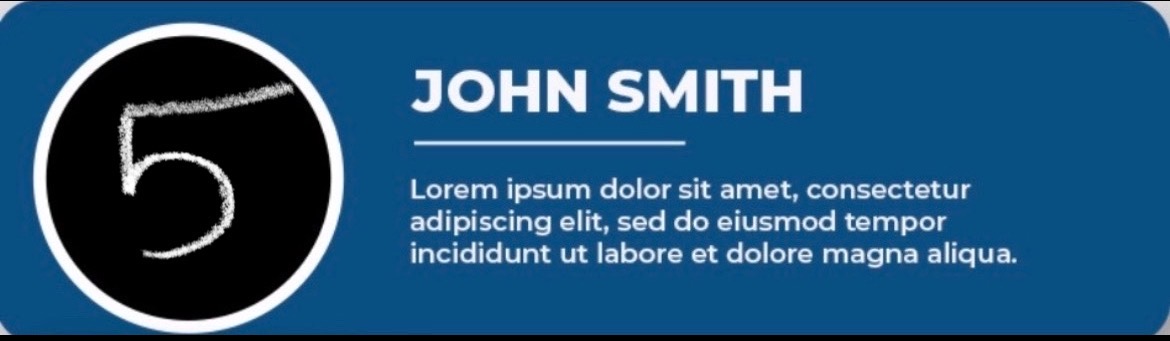 5
JOHN SMITH
Lorem ipsum dolor sit amet, consectetur
adipiscing elit, sed do eiusmod tempor
incididunt ut labore et dolore magna aliqua.